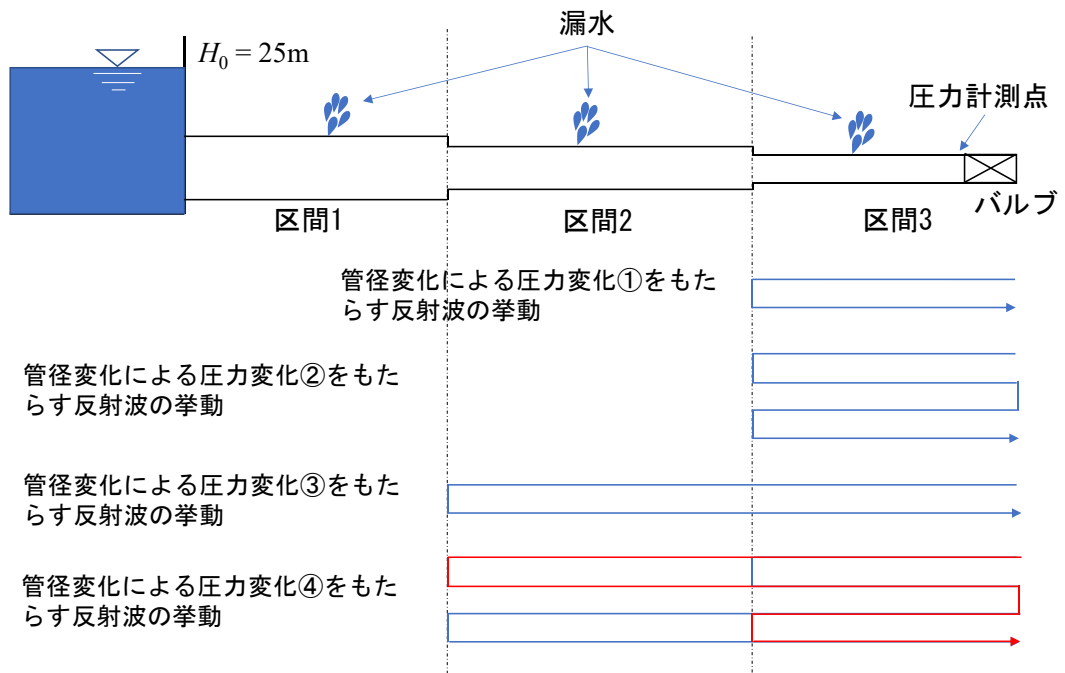 漏水
H₀ = 25m
圧力計測点
バルブ
区間1
区間2
区間3
管径変化による圧力変化①をもた
らす反射波の挙動
管径変化による圧力変化②をもた
らす反射波の挙動
管径変化による圧力変化③をもた
らす反射波の挙動
管径変化による圧力変化④をもた
らす反射波の挙動